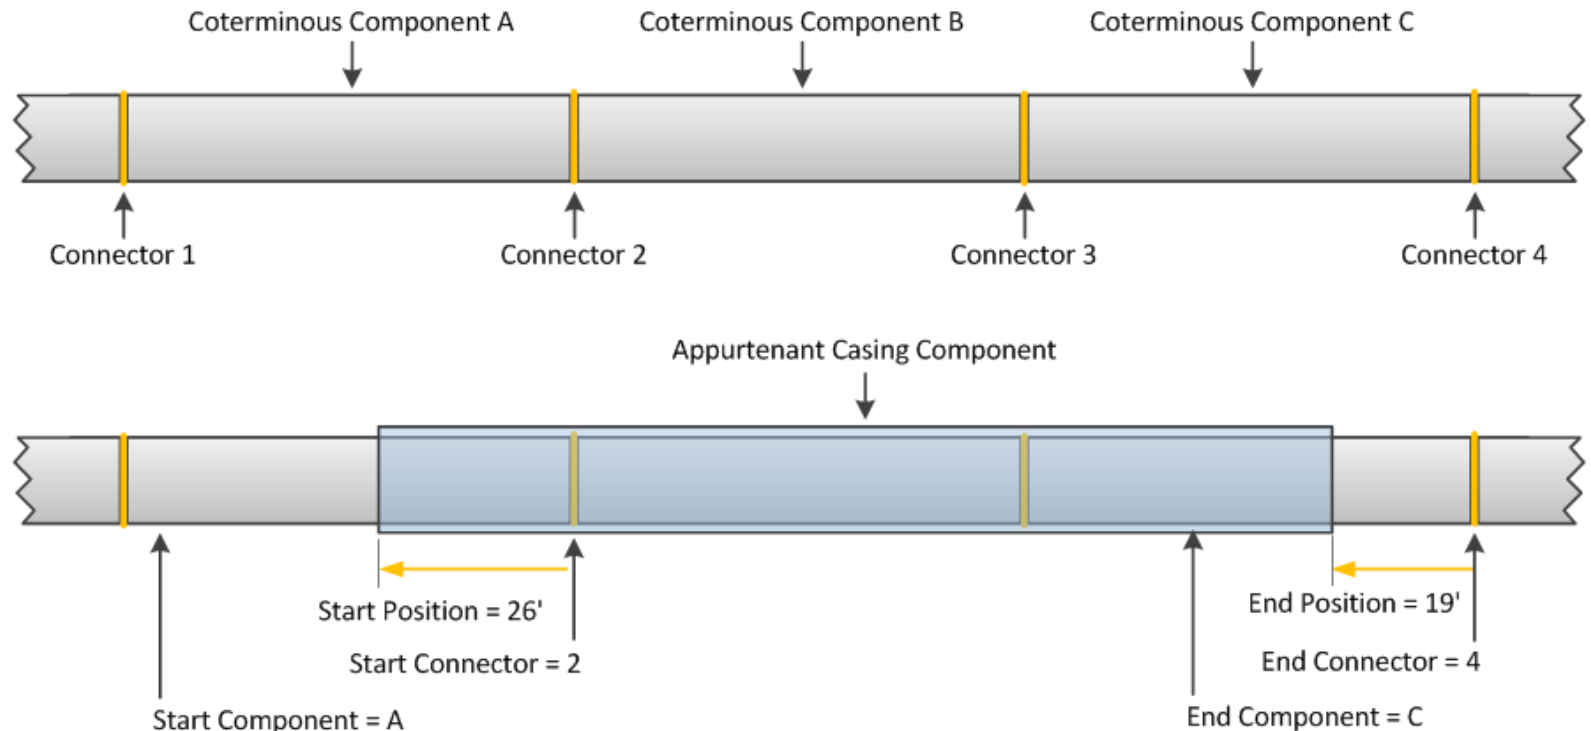 Coterminous Component A
Coterminous Component B
Coterminous Component C
Connector 1
Connector 2
Connector 3
Connector 4
Appurtenant Casing Component
Start Position = 26'
End Position = 19'
Start Connector = 2
End Connector = 4
Start Component = A
End Component = C